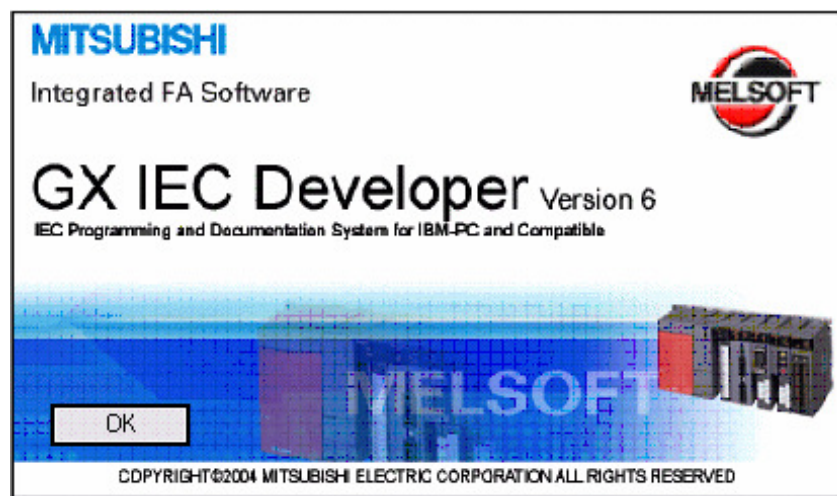 MITSUBISHI
Integrated FA Software
MELSOFT
GX IEC Developer Version 6
IEC Programming and Documentation System for IBM-PC and Compatible
MELSOFT
OK
COPYRIGHT©2004 MITSUBISHI ELECTRIC CORPORATION ALL RIGHTS RESERVED